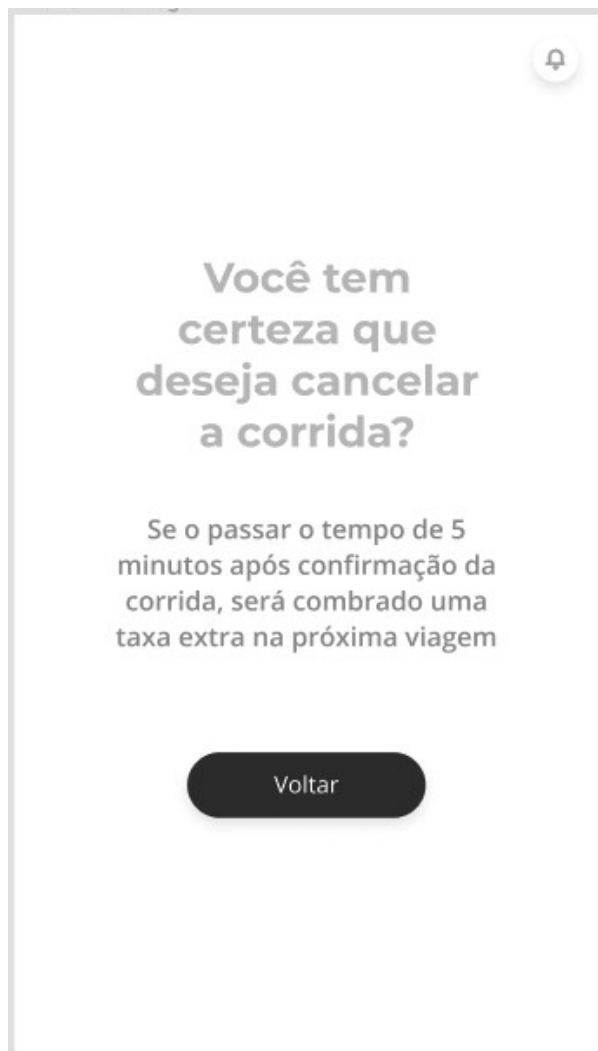 Você tem
certeza que
deseja cancelar
a corrida?
Se o passar o tempo de 5
minutos após confirmação da
corrida, será combrado uma
taxa extra na próxima viagem
Voltar